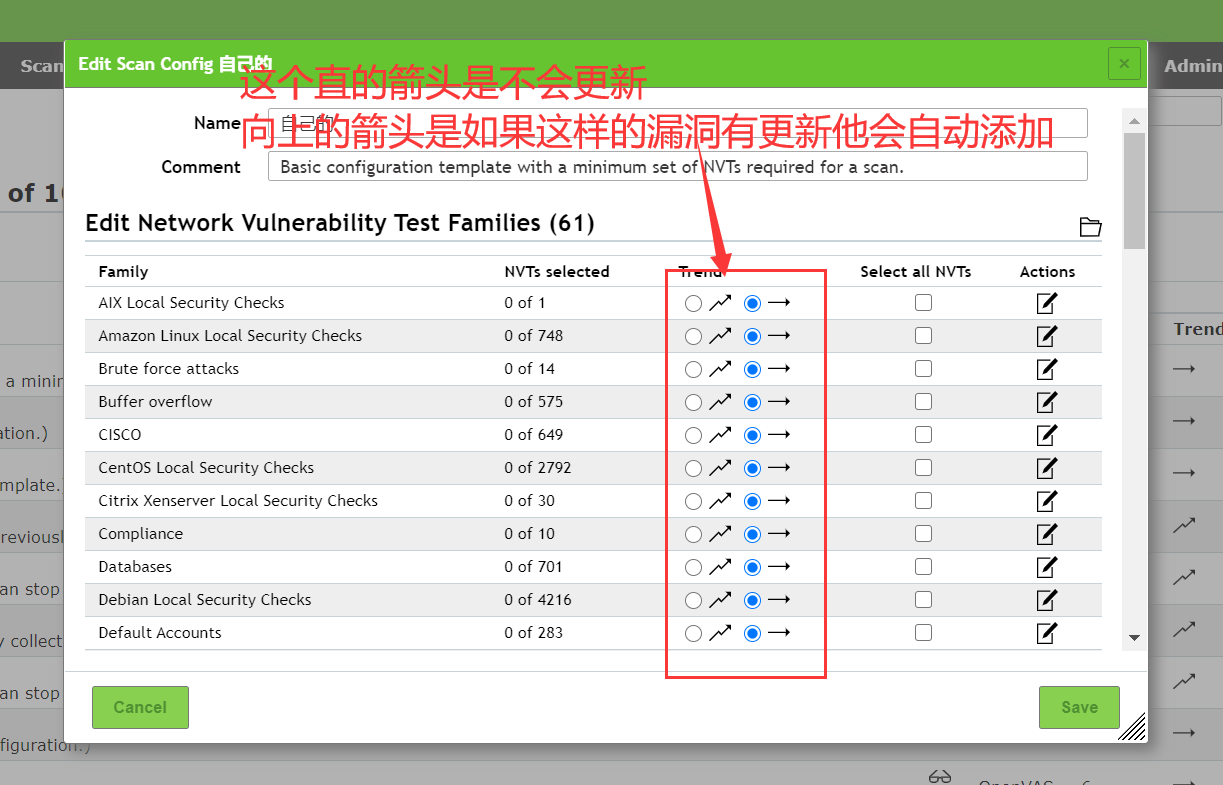 Scan
Admin
Edit Scan Config 自己的
×
这个直的箭头是不会更新
向上的箭头是如果这样的漏洞有更新他会自动添加
Name
自己的
Comment
Basic configuration template with a minimum set of NVTs required for a scan.
Edit Network Vulnerability Test Families (61)
Family NVTs selected Trend Select all NVTs Actions
AIX Local Security Checks 0 of 1
Amazon Linux Local Security Checks 0 of 748
Brute force attacks 0 of 14
Buffer overflow 0 of 575
CISCO 0 of 649
CentOS Local Security Checks 0 of 2792
Citrix Xenserver Local Security Checks 0 of 30
Compliance 0 of 10
Databases 0 of 701
Debian Local Security Checks 0 of 4216
Default Accounts 0 of 283
Cancel
Save
of 10
Trend
a minin
ation.)
mplate.
reviousl
an stop
y collect
an stop
figuration.)